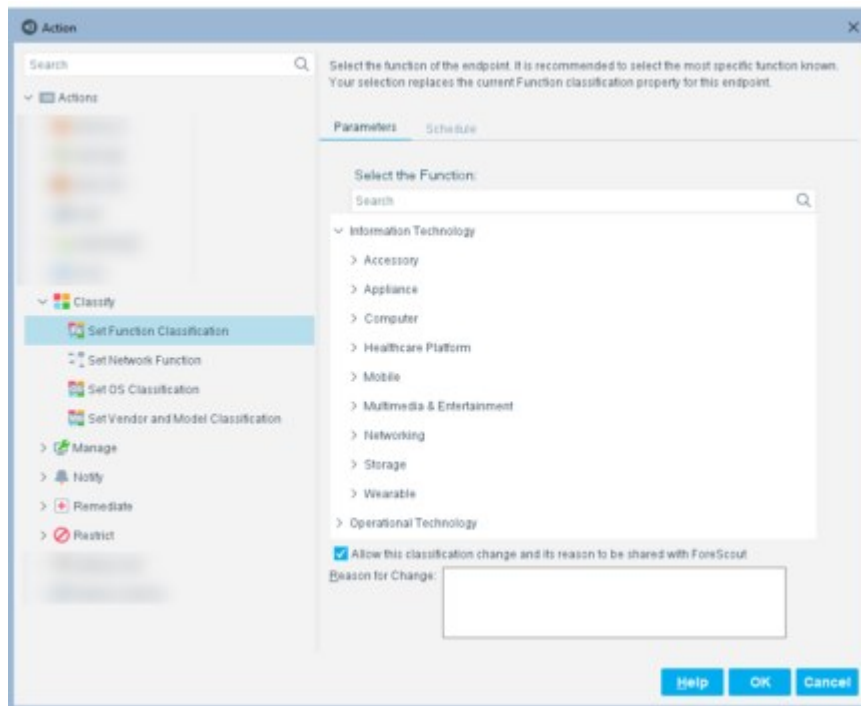 Action
Search
Actions
Classify
Set Function Classification
Set Network Function
Set OS Classification
Set Vendor and Model Classification
Manage
Notify
Remediate
Restrict
Select the function of the endpoint. It is recommended to select the most specific function known.
Your selection replaces the current Function classification property for this endpoint.
Parameters Schedule
Select the Function:
Search
Information Technology
Accessory
Appliance
Computer
Healthcare Platform
Mobile
Multimedia & Entertainment
Networking
Storage
Wearable
Operational Technology
Allow this classification change and its reason to be shared with ForeScout
Reason for Change:
Help OK Cancel